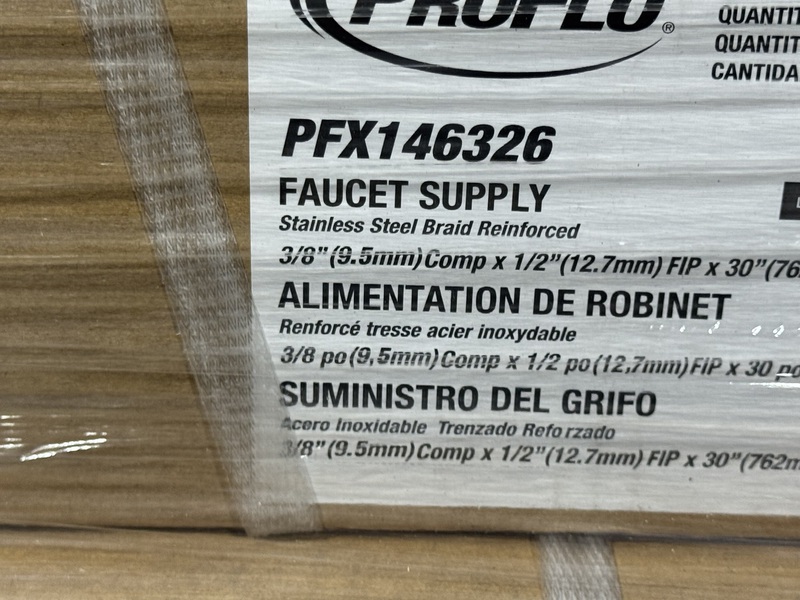 PROFLO®
QUANTIT
QUANTIT
CANTIDA
PFX146326
FAUCET SUPPLY
Stainless Steel Braid Reinforced
3/8”(9.5mm)Comp x 1/2”(12.7mm) FIP x 30”(76
ALIMENTATION DE ROBINET
Renforcé tresse acier inoxydable
3/8 po(9,5mm)Comp x 1/2 po(12,7mm)FIP x 30 po
SUMINISTRO DEL GRIFO
Acero Inoxidable Trenzado Reforzado
3/8”(9.5mm)Comp x 1/2”(12.7mm) FIP x 30”(762m